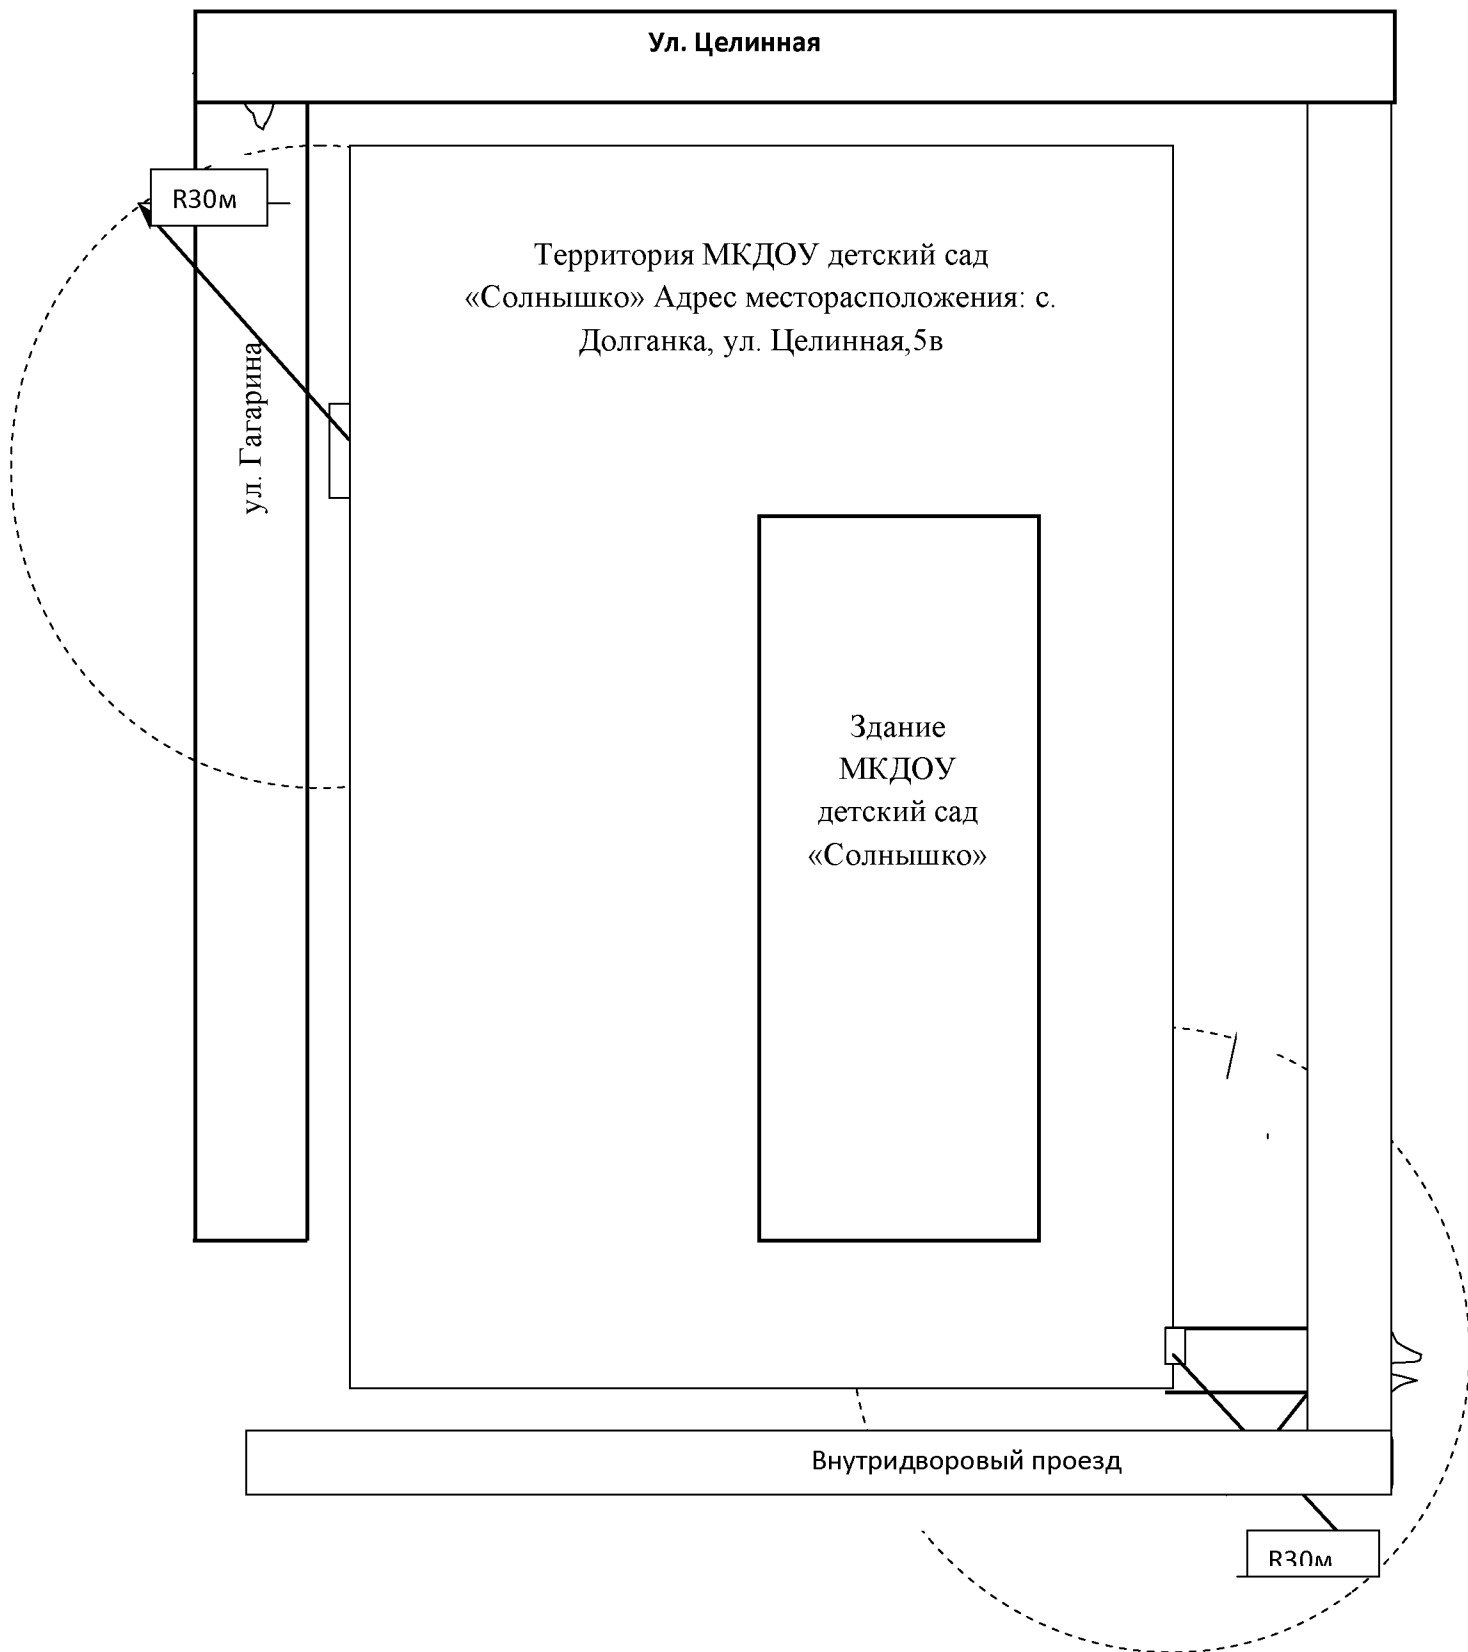 Ул. Целинная
R30м
Территория МКДОУ детский сад
«Солнышко» Адрес месторасположения: с.
Долганка, ул. Целинная,5в
ул. Гагарина
Здание
МКДОУ
детский сад
«Солнышко»
Внутридворовый проезд
R30м